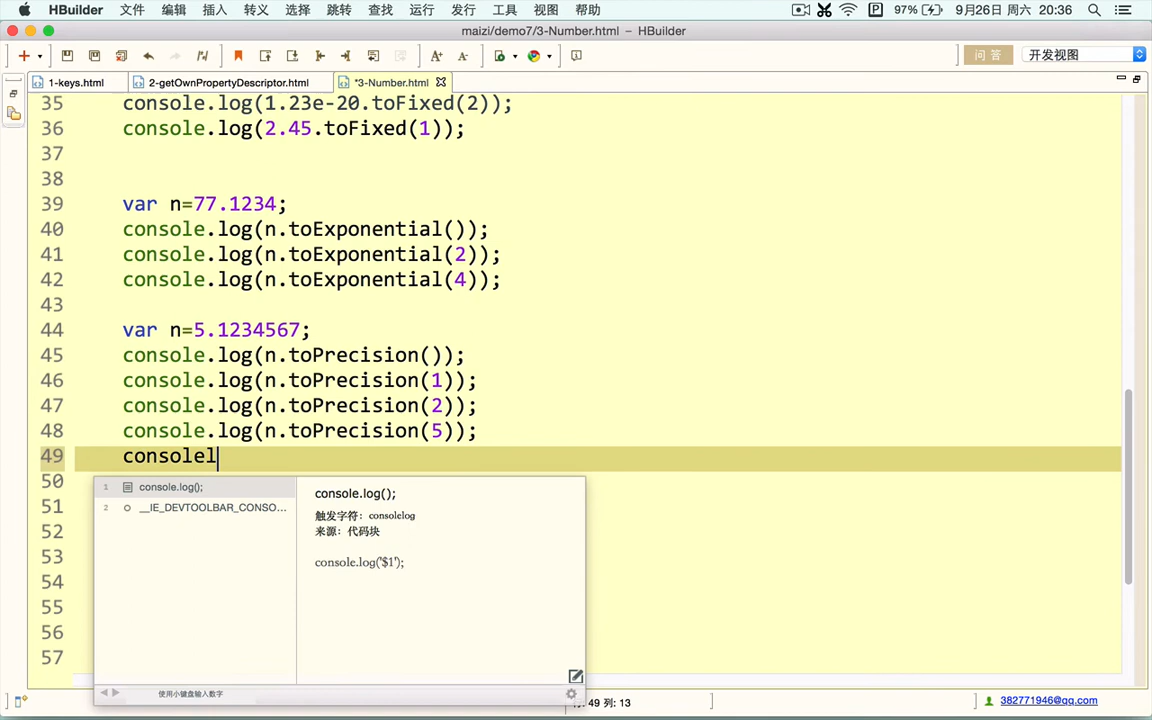 HBuilder 文件 编辑 插入 转义 选择 跳转 查找 运行 发行 工具 视图 帮助 97% 9月26日 周六 20:36
maizi/demo7/3-Number.html – HBuilder
问 答 开发视图
1-keys.html 2-getOwnPropertyDescriptor.html *3-Number.html
35 console.log(1.23e-20.toFixed(2));
36 console.log(2.45.toFixed(1));
37
38
39 var n=77.1234;
40 console.log(n.toExponential());
41 console.log(n.toExponential(2));
42 console.log(n.toExponential(4));
43
44 var n=5.1234567;
45 console.log(n.toPrecision());
46 console.log(n.toPrecision(1));
47 console.log(n.toPrecision(2));
48 console.log(n.toPrecision(5));
49 consolel
50
51
52
53
54
55
56
57
1 console.log();
2 __IE_DEVTOOLBAR_CONSO...
console.log();
触发字符：consolelog
来源：代码块
console.log('$1');
使用小键盘输入数字
49 列: 13
382771946@qq.com